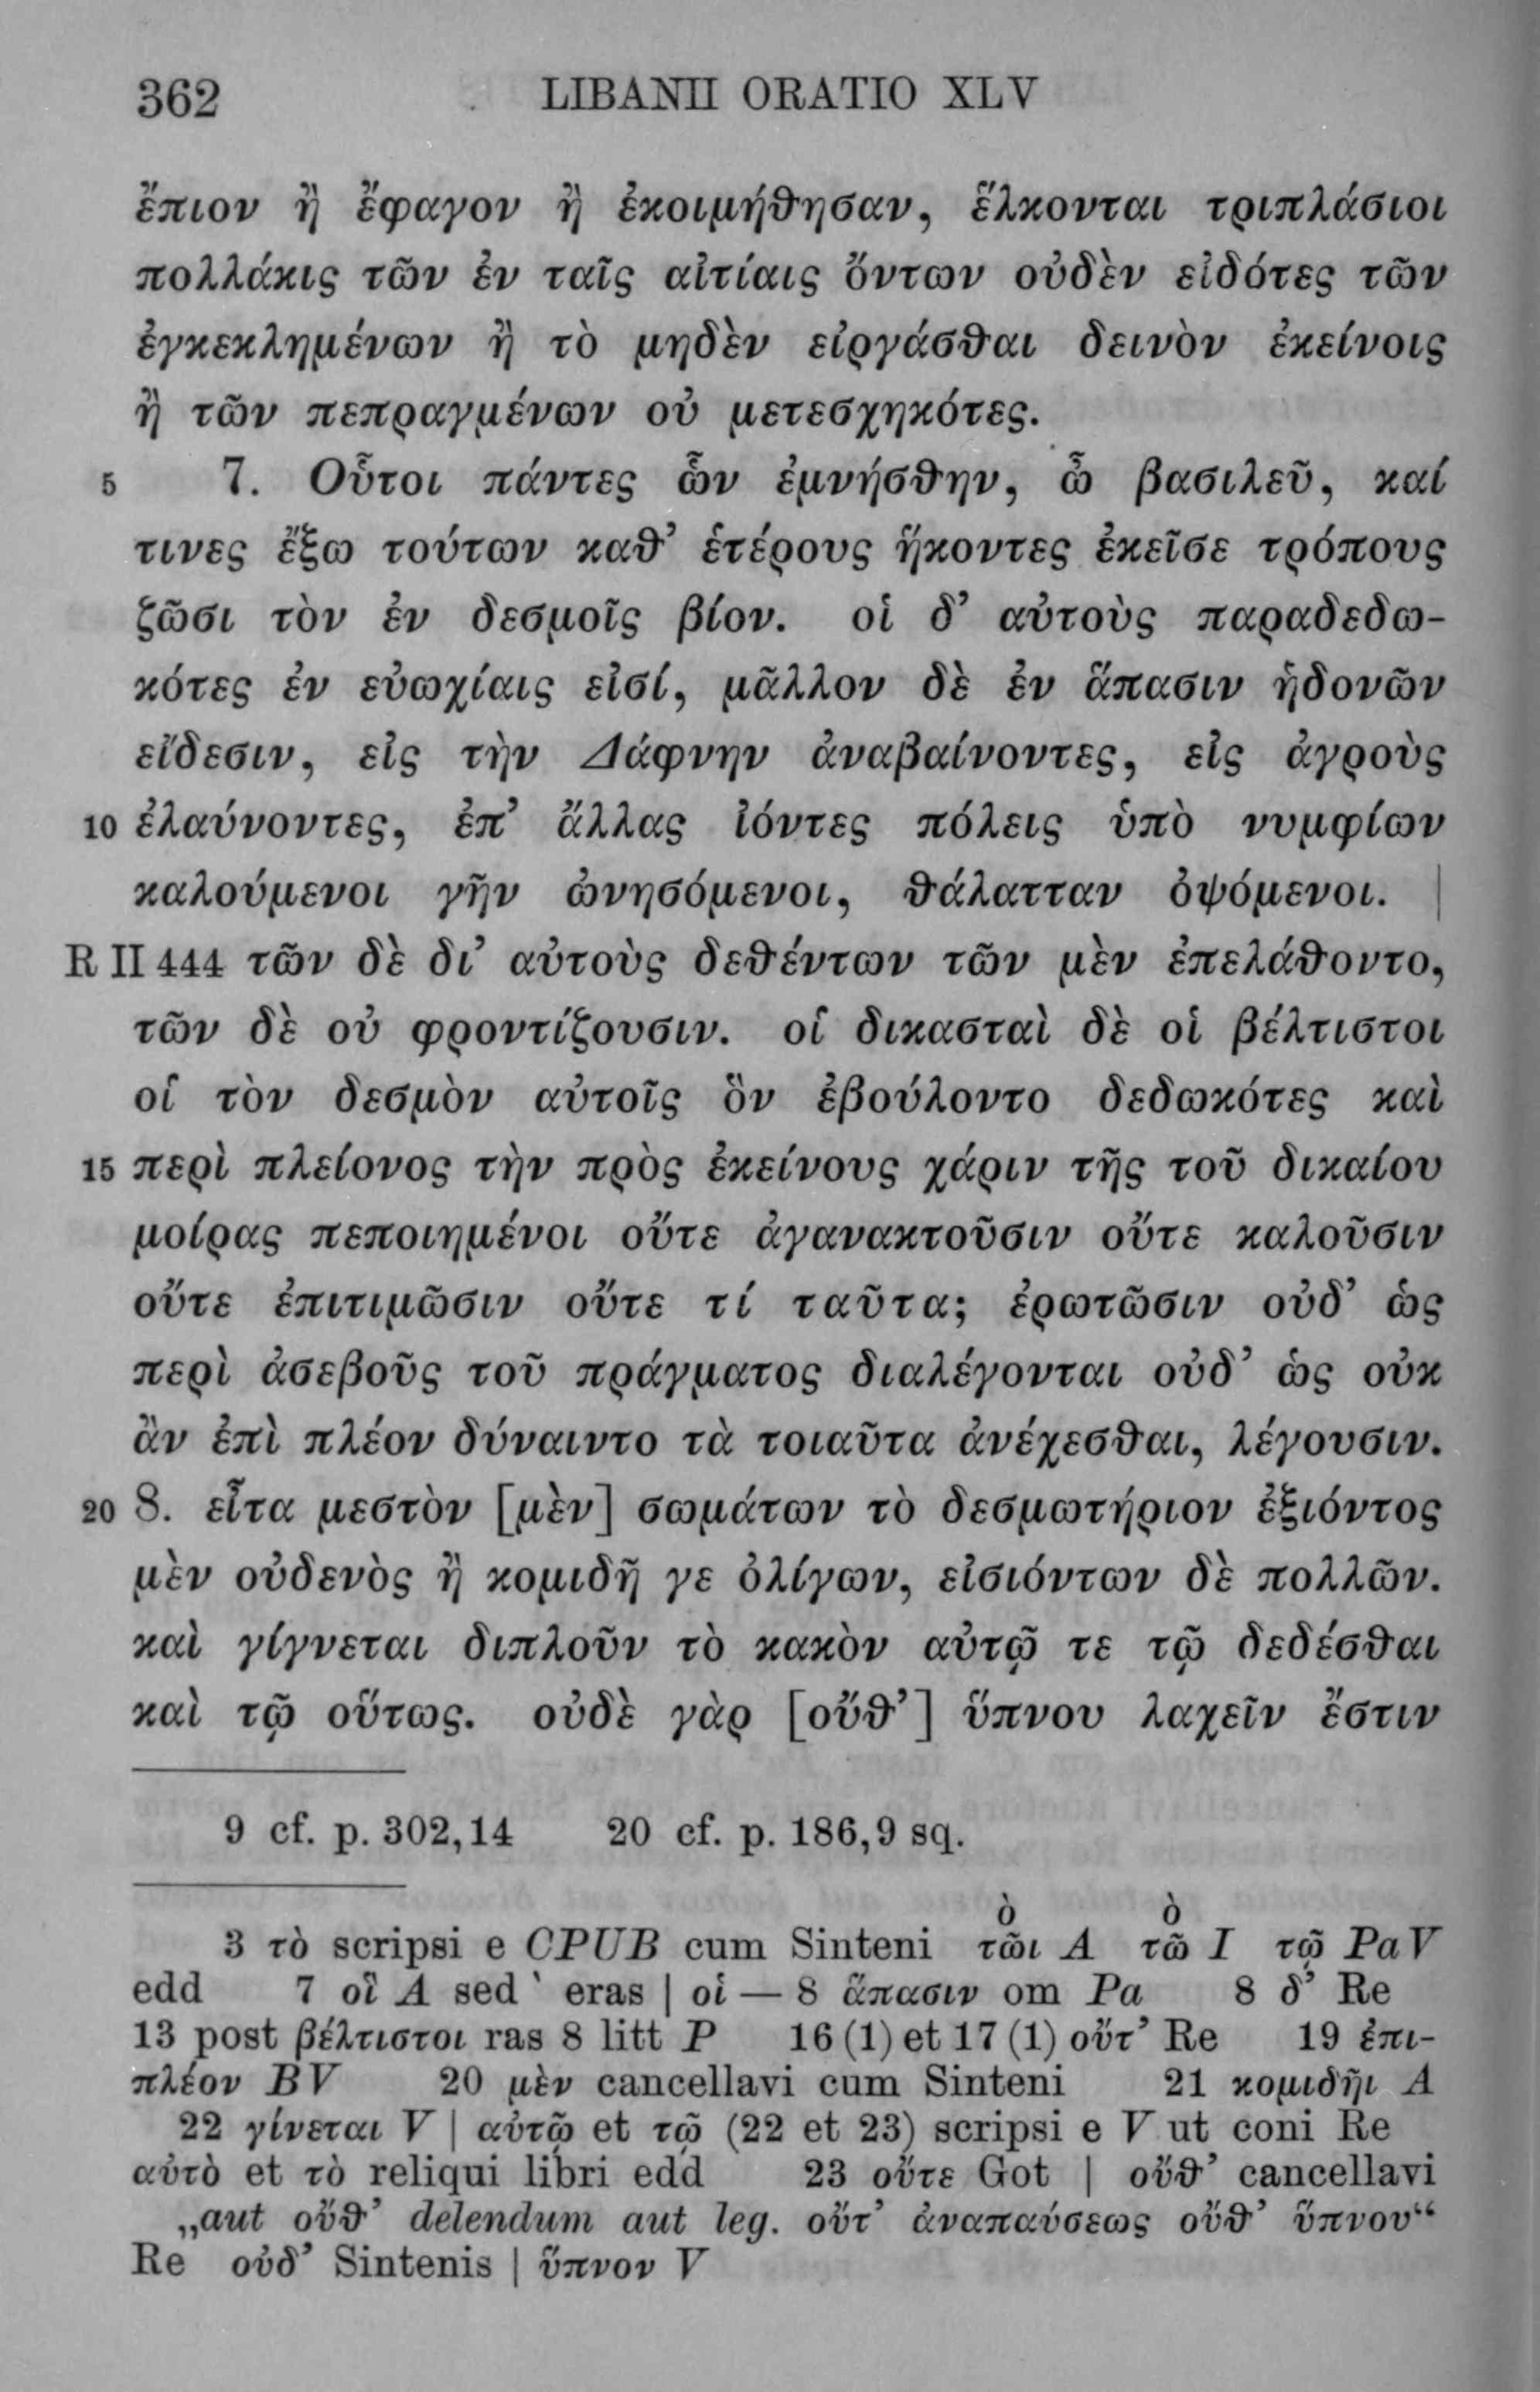 362 LIBANII ORATIO XLV
ἔπιον ἢ ἔφαγον ἢ ἐκοιμήθησαν, ἕλκονται τριπλάσιοι
πολλάκις τῶν ἐν ταῖς αἰτίαις ὄντων οὐδὲν εἰδότες τῶν
ἐγκεκλημένων ἢ τὸ μηδὲν εἰργάσθαι δεινὸν ἐκείνοις
ἢ τῶν πεπραγμένων οὐ μετεσχηκότες.
5 7. Οὗτοι πάντες ὧν ἐμνήσθην, ὦ βασιλεῦ, καί
τινες ἔξω τούτων καθ’ ἑτέρους ἥκοντες ἐκεῖσε τρόπους
ζῶσι τὸν ἐν δεσμοῖς βίον. οἱ δ’ αὐτοὺς παραδεδω-
κότες ἐν εὐωχίαις εἰσί, μᾶλλον δὲ ἐν ἅπασιν ἡδονῶν
εἴδεσιν, εἰς τὴν Δάφνην ἀναβαίνοντες, εἰς ἀγροὺς
10 ἐλαύνοντες, ἐπ’ ἄλλας ἰόντες πόλεις ὑπὸ νυμφίων
καλούμενοι γῆν ὠνησόμενοι, θάλατταν ὀψόμενοι. |
R II 444 τῶν δὲ δι’ αὐτοὺς δεθέντων τῶν μὲν ἐπελάθοντο,
τῶν δὲ οὐ φροντίζουσιν. οἱ δικασταὶ δὲ οἱ βέλτιστοι
οἱ τὸν δεσμὸν αὐτοῖς ὃν ἐβούλοντο δεδωκότες καὶ
15 περὶ πλείονος τὴν πρὸς ἐκείνους χάριν τῆς τοῦ δικαίου
μοίρας πεποιημένοι οὔτε ἀγανακτοῦσιν οὔτε καλοῦσιν
οὔτε ἐπιτιμῶσιν οὔτε τί ταῦτα; ἐρωτῶσιν οὐδ’ ὡς
περὶ ἀσεβοῦς τοῦ πράγματος διαλέγονται οὐδ’ ὡς οὐκ
ἂν ἐπὶ πλέον δύναιντο τὰ τοιαῦτα ἀνέχεσθαι, λέγουσιν.
20 8. εἶτα μεστὸν [μὲν] σωμάτων τὸ δεσμωτήριον ἐξιόντος
μὲν οὐδενὸς ἢ κομιδῇ γε ὀλίγων, εἰσιόντων δὲ πολλῶν.
καὶ γίγνεται διπλοῦν τὸ κακὸν αὐτῷ τε τῷ δεδέσθαι
καὶ τῷ οὕτως. οὐδὲ γὰρ [οὔθ’] ὕπνου λαχεῖν ἔστιν
9 cf. p. 302,14 20 cf. p. 186,9 sq.
ὸ ὸ
3 τὸ scripsi e CPUB cum Sinteni τῶι A τῶ I τῷ PaV
edd 7 οἳ A sed ` eras | οἱ — 8 ἅπασιν om Pa 8 δ’ Re
13 post βέλτιστοι ras 8 litt P 16 (1) et 17 (1) οὔτ’ Re 19 ἐπι-
πλέον BV 20 μὲν cancellavi cum Sinteni 21 κομιδῆι A
22 γίνεται V | αὐτῷ et τῷ (22 et 23) scripsi e V ut coni Re
αὐτὸ et τὸ reliqui libri edd 23 οὔτε Got | οὔθ’ cancellavi
„aut οὔθ’ delendum aut leg. οὔτ’ ἀναπαύσεως οὔθ’ ὕπνου“
Re οὐδ’ Sintenis | ὕπνον V